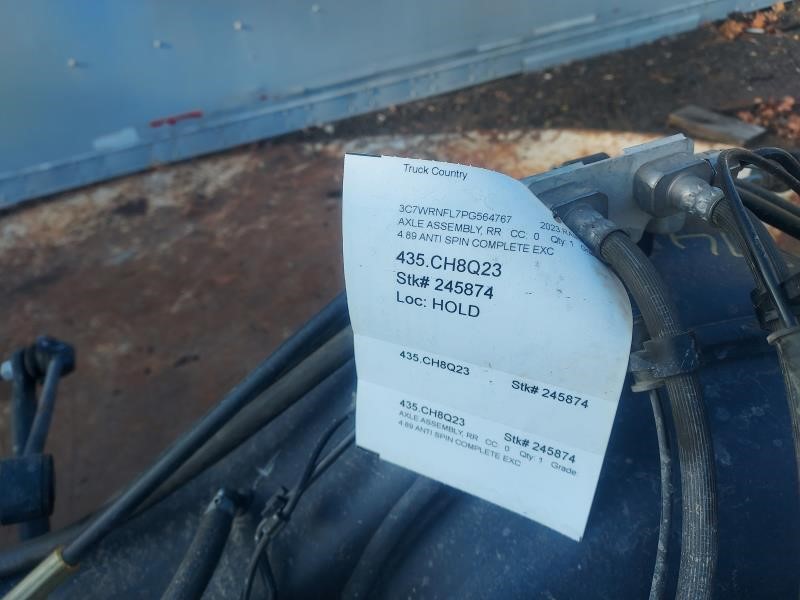 Truck Country
3C7WRNFL7PG564767 2023 RA
AXLE ASSEMBLY, RR CC: 0 Qty: 1
4.89 ANTI SPIN COMPLETE EXC
435.CH8Q23
Stk# 245874
Loc: HOLD
435.CH8Q23 Stk# 245874
435.CH8Q23 Stk# 245874
AXLE ASSEMBLY, RR CC: 0 Qty: 1 Grade:
4.89 ANTI SPIN COMPLETE EXC